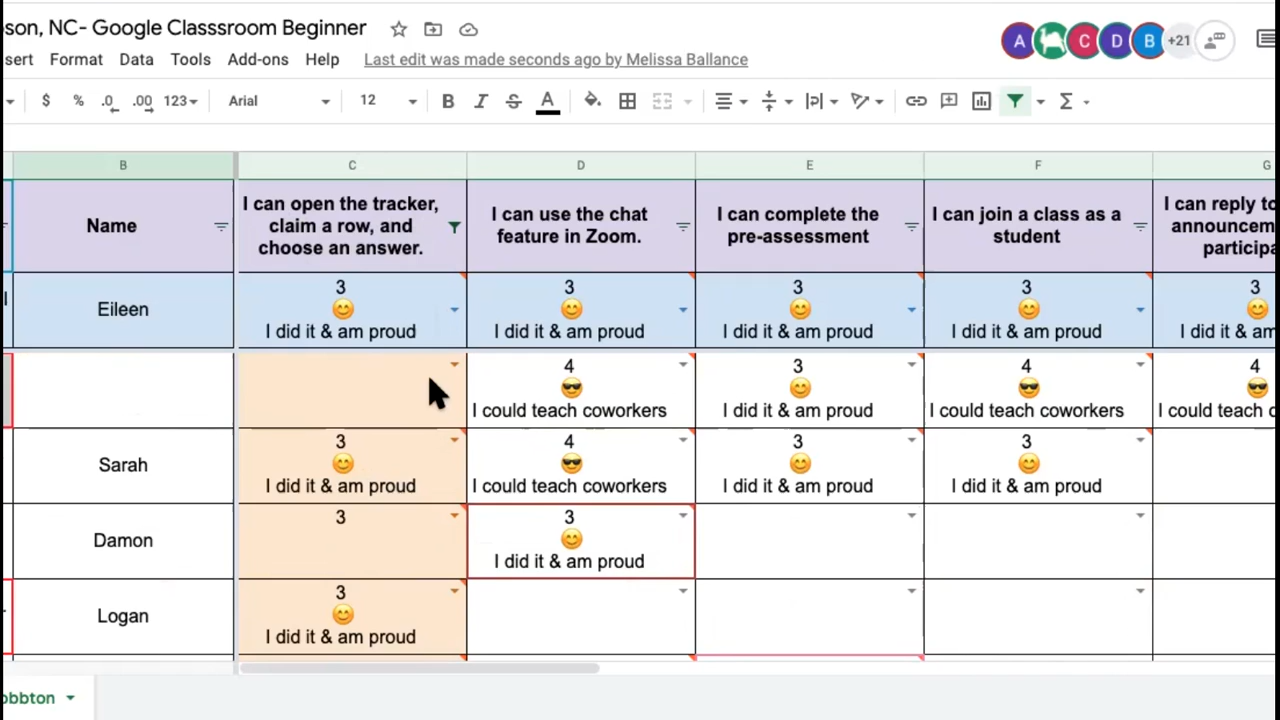 son, NC- Google Classsroom Beginner
A C D B +21
sert Format Data Tools Add-ons Help Last edit was made seconds ago by Melissa Ballance
$ % .0 .00 123 Arial 12 B I S A Σ
B C D E F G
Name
I can open the tracker,
claim a row, and
choose an answer.
I can use the chat
feature in Zoom.
I can complete the
pre-assessment
I can join a class as a
student
I can reply to
announcem
participa
Eileen
3
😊
I did it & am proud
3
😊
I did it & am proud
3
😊
I did it & am proud
3
😊
I did it & am proud
3
😊
I did it & am
4
😎
I could teach coworkers
3
😊
I did it & am proud
4
😎
I could teach coworkers
4
😎
I could teach c
Sarah
3
😊
I did it & am proud
4
😎
I could teach coworkers
3
😊
I did it & am proud
3
😊
I did it & am proud
Damon
3
3
😊
I did it & am proud
Logan
3
😊
I did it & am proud
obbton